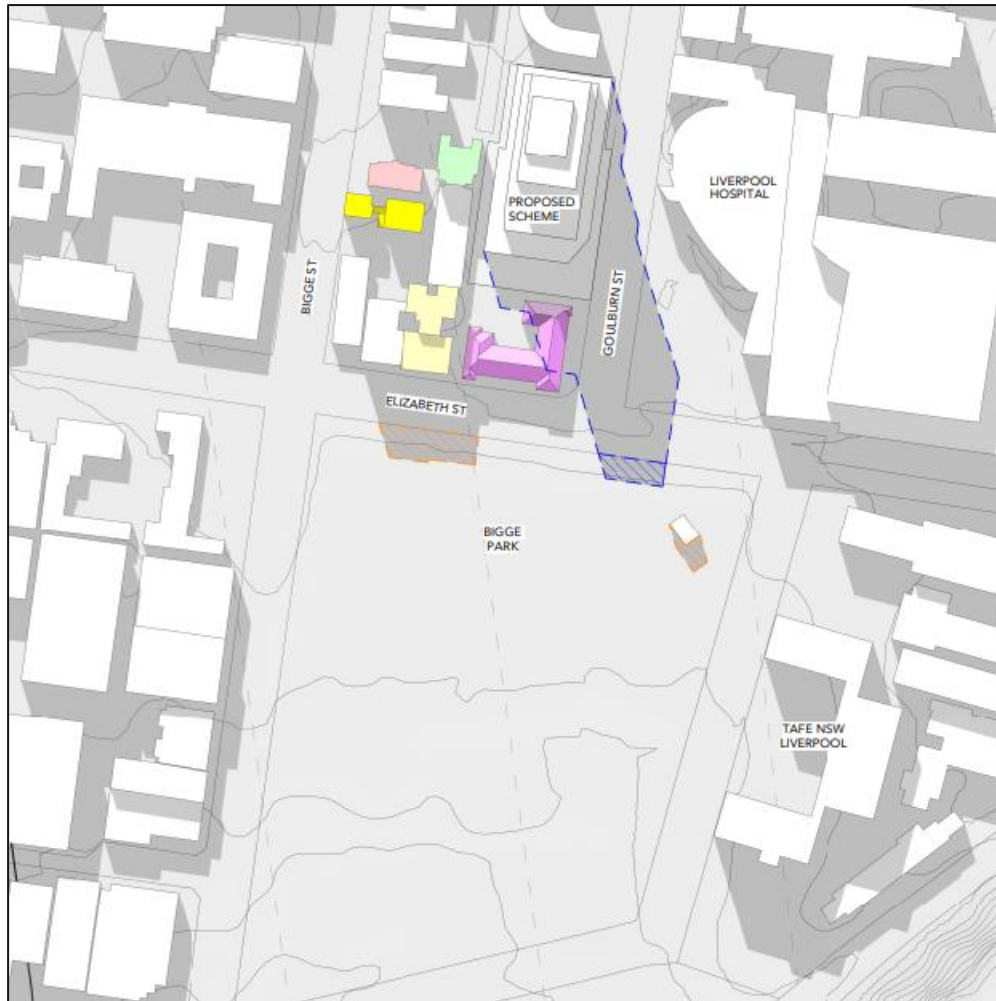 LIVERPOOL
HOSPITAL
PROPOSED
SCHEME
BIGGE ST
GOULBURN ST
ELIZABETH ST
BIGGE
PARK
TAFE NSW
LIVERPOOL